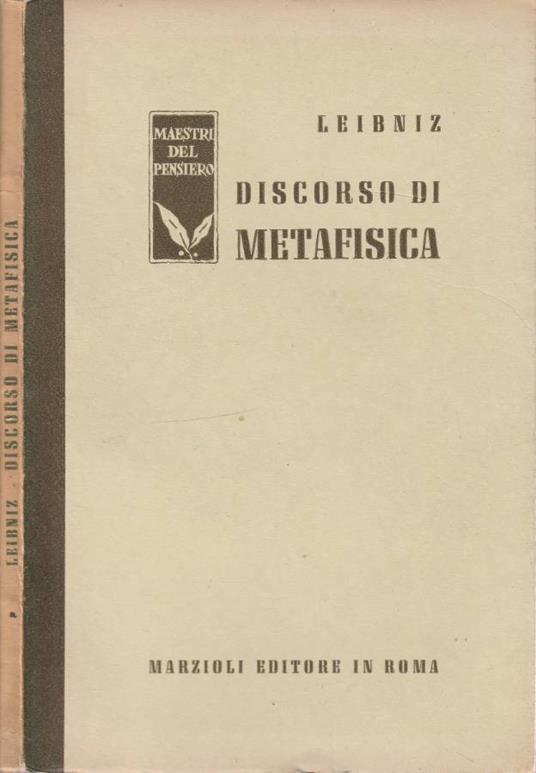 LEIBNIZ
MAESTRI
DEL
PENSIERO
DISCORSO DI
METAFISICA
MARZIOLI EDITORE IN ROMA
LEIBNIZ . DISCORSO DI METAFISICA